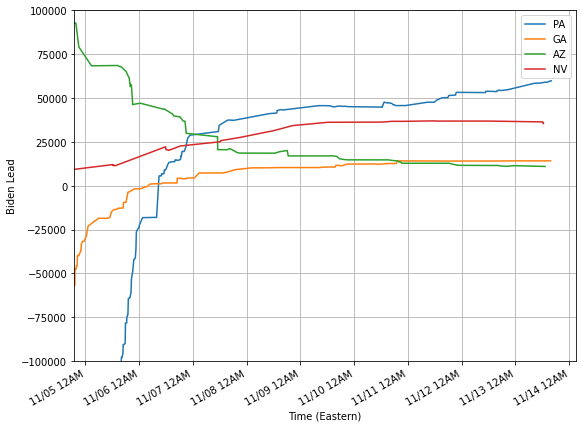 100000
75000
50000
25000
0
−25000
−50000
−75000
−100000
Biden Lead
PA
GA
AZ
NV
11/05 12AM
11/06 12AM
11/07 12AM
11/08 12AM
11/09 12AM
11/10 12AM
11/11 12AM
11/12 12AM
11/13 12AM
11/14 12AM
Time (Eastern)